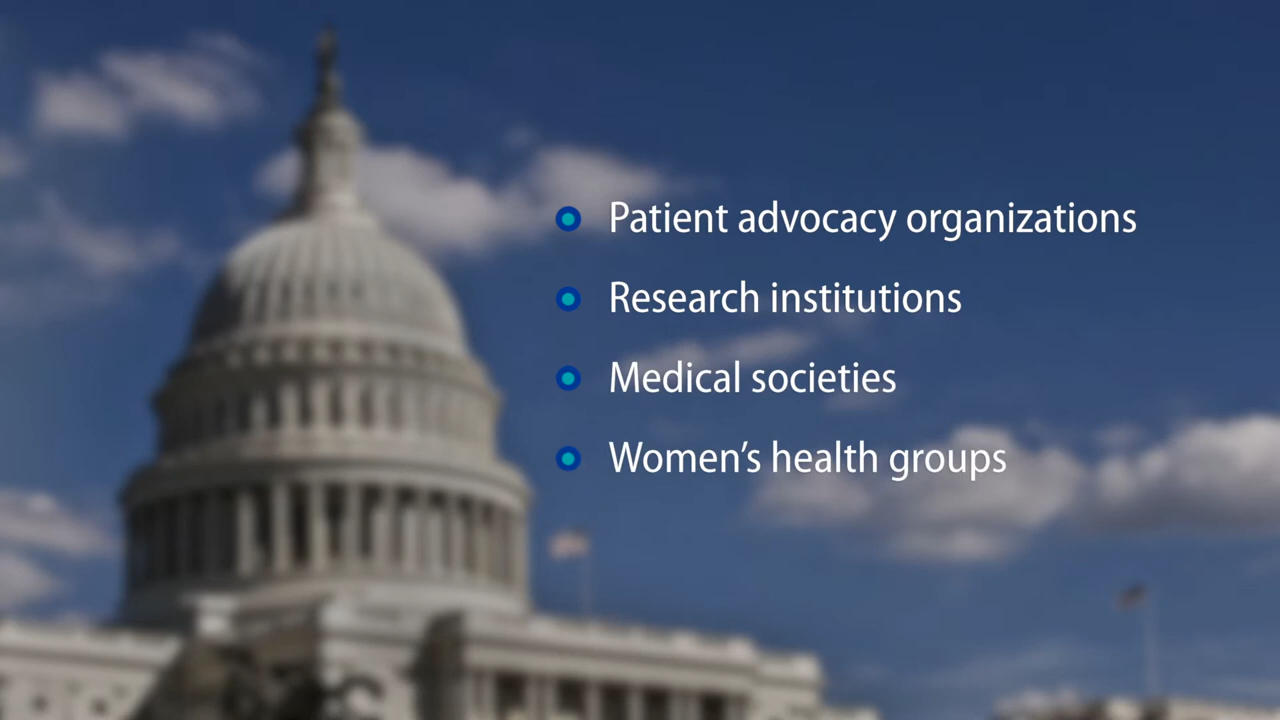 Patient advocacy organizations
Research institutions
Medical societies
Women’s health groups